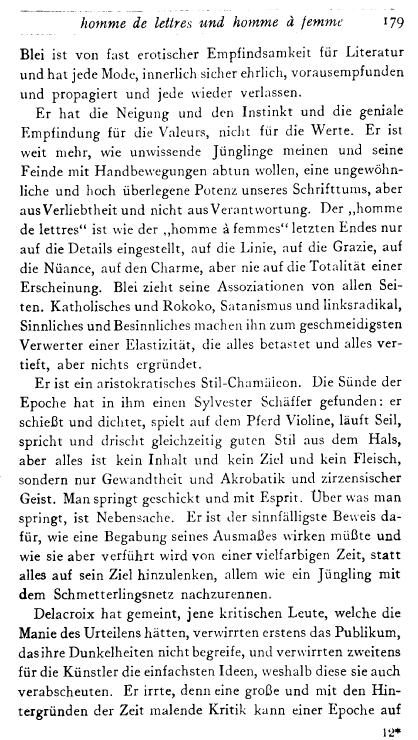 homme de lettres und homme à femme 179
Blei ist von fast erotischer Empfindsamkeit für Literatur
und hat jede Mode, innerlich sicher ehrlich, vorausempfunden
und propagiert und jede wieder verlassen.
Er hat die Neigung und den Instinkt und die geniale
Empfindung für die Valeurs, nicht für die Werte. Er ist
weit mehr, wie unwissende Jünglinge meinen und seine
Feinde mit Handbewegungen abtun wollen, eine ungewöhn-
liche und hoch überlegene Potenz unseres Schrifttums, aber
aus Verliebtheit und nicht aus Verantwortung. Der „homme
de lettres“ ist wie der „homme à femmes“ letzten Endes nur
auf die Details eingestellt, auf die Linie, auf die Grazie, auf
die Nüance, auf den Charme, aber nie auf die Totalität einer
Erscheinung. Blei zieht seine Assoziationen von allen Sei-
ten. Katholisches und Rokoko, Satanismus und linksradikal,
Sinnliches und Besinnliches machen ihn zum geschmeidigsten
Verwerter einer Elastizität, die alles betastet und alles ver-
tieft, aber nichts ergründet.
Er ist ein aristokratisches Stil-Chamäleon. Die Sünde der
Epoche hat in ihm einen Sylvester Schäffer gefunden: er
schießt und dichtet, spielt auf dem Pferd Violine, läuft Seil,
spricht und drischt gleichzeitig guten Stil aus dem Hals,
aber alles ist kein Inhalt und kein Ziel und kein Fleisch,
sondern nur Gewandtheit und Akrobatik und zirzensischer
Geist. Man springt geschickt und mit Esprit. Über was man
springt, ist Nebensache. Er ist der sinnfälligste Beweis da-
für, wie eine Begabung seines Ausmaßes wirken müßte und
wie sie aber verführt wird von einer vielfarbigen Zeit, statt
alles auf sein Ziel hinzulenken, allem wie ein Jüngling mit
dem Schmetterlingsnetz nachzurennen.
Delacroix hat gemeint, jene kritischen Leute, welche die
Manie des Urteilens hätten, verwirrten erstens das Publikum,
das ihre Dunkelheiten nicht begreife, und verwirrten zweitens
für die Künstler die einfachsten Ideen, weshalb diese sie auch
verabscheuten. Er irrte, denn eine große und mit den Hin-
tergründen der Zeit malende Kritik kann einer Epoche auf
12*